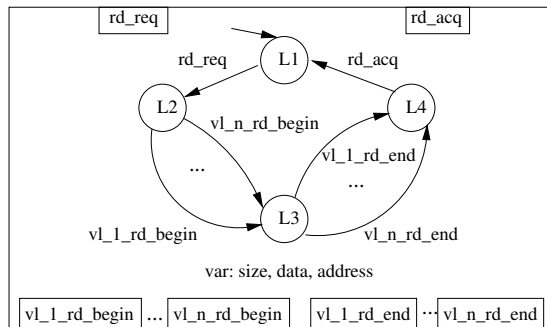 rd_req
rd_acq
L1
rd_req
rd_acq
L2
L4
vl_n_rd_begin
vl_1_rd_end
...
...
L3
vl_1_rd_begin
vl_n_rd_end
var: size, data, address
vl_1_rd_begin ... vl_n_rd_begin vl_1_rd_end ... vl_n_rd_end